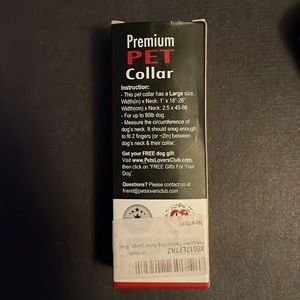 Premium
PET
Collar
Instruction:
- This pet collar has a Large size.
Width(in) x Neck: 1" x 18"-26"
Width(cm) x Neck: 2.5 x 45-66
- For up to 90lb dog.
- Measure the circumference of
dog's neck. It should snug enough
to fit 2 fingers (or ~2in) between
dog's neck & their collar.
Get your FREE dog gift
Visit www.PetsLoversClub.com,
then click on "FREE Gifts For Your
Dog".
Questions? Please contact us at
friend@petsloversclub.com